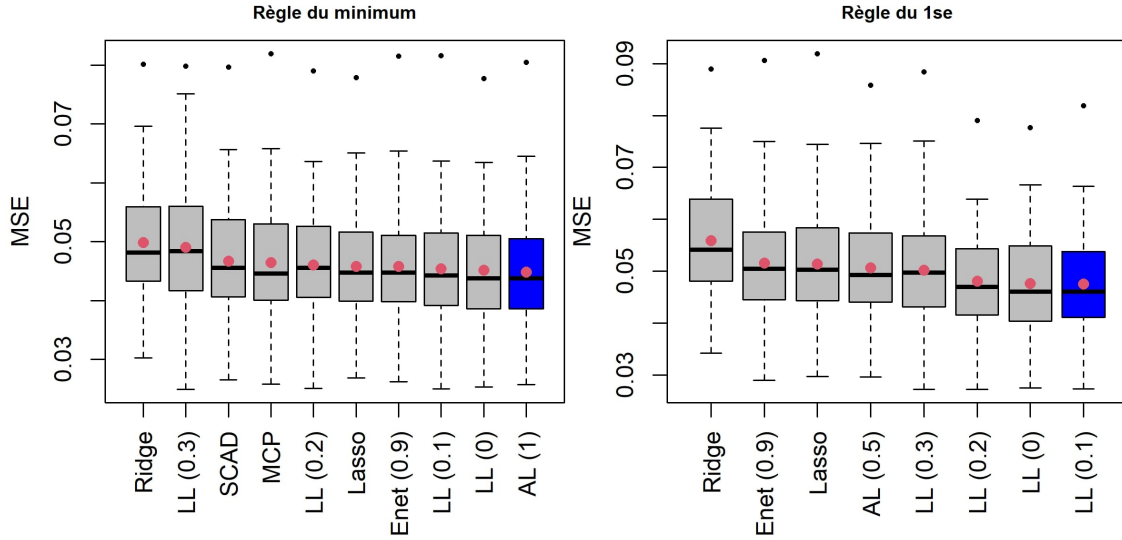 Règle du minimum
MSE
0.03
0.05
0.07
Ridge
LL (0.3)
SCAD
MCP
LL (0.2)
Lasso
Enet (0.9)
LL (0.1)
LL (0)
AL (1)
Règle du 1se
MSE
0.03
0.05
0.07
0.09
Ridge
Enet (0.9)
Lasso
AL (0.5)
LL (0.3)
LL (0.2)
LL (0)
LL (0.1)